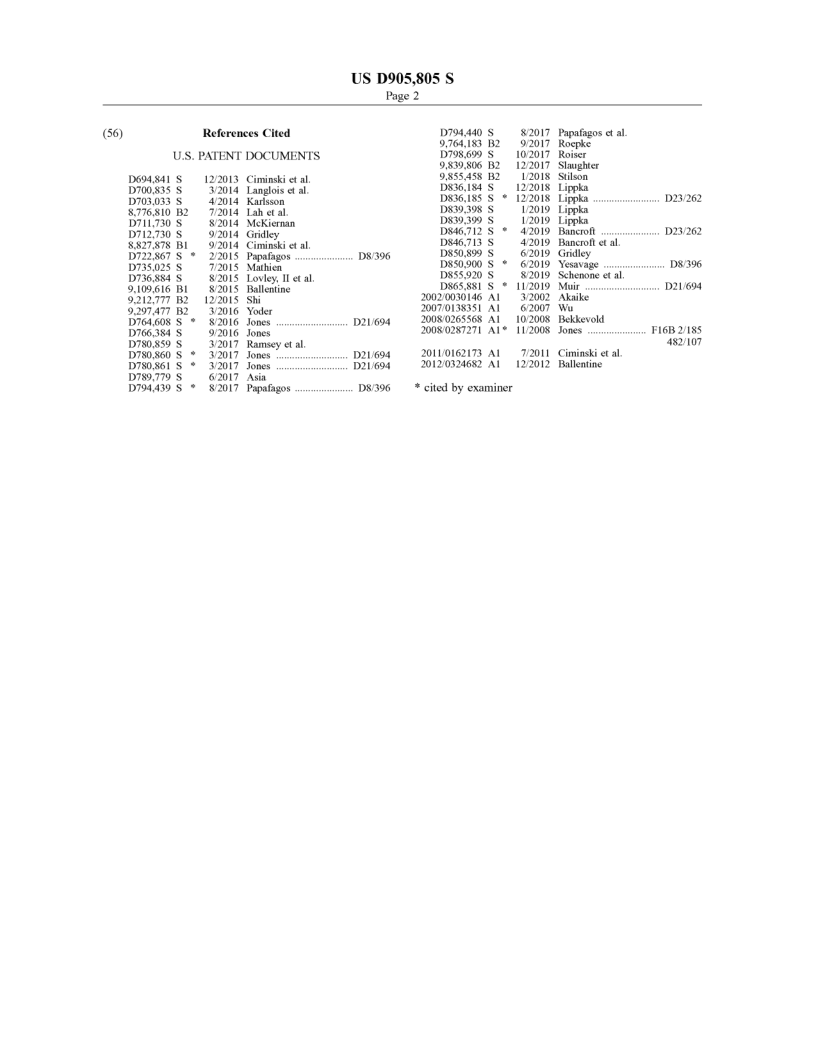 US D905,805 S
Page 2
(56) References Cited
U.S. PATENT DOCUMENTS
D694,841 S 12/2013 Ciminski et al.
D700,835 S 3/2014 Langlois et al.
D703,033 S 4/2014 Karlsson
8,776,810 B2 7/2014 Lah et al.
D711,730 S 8/2014 McKiernan
D712,730 S 9/2014 Gridley
8,827,878 B1 9/2014 Ciminski et al.
D722,867 S * 2/2015 Papafagos ...................... D8/396
D735,025 S 7/2015 Mathien
D736,884 S 8/2015 Lovley, II et al.
9,109,616 B1 8/2015 Ballentine
9,212,777 B2 12/2015 Shi
9,297,477 B2 3/2016 Yoder
D764,608 S * 8/2016 Jones ........................... D21/694
D766,384 S 9/2016 Jones
D780,859 S 3/2017 Ramsey et al.
D780,860 S * 3/2017 Jones ........................... D21/694
D780,861 S * 3/2017 Jones ........................... D21/694
D789,779 S 6/2017 Asia
D794,439 S * 8/2017 Papafagos ...................... D8/396
D794,440 S 8/2017 Papafagos et al.
9,764,183 B2 9/2017 Roepke
D798,699 S 10/2017 Roiser
9,839,806 B2 12/2017 Slaughter
9,855,458 B2 1/2018 Stilson
D836,184 S 12/2018 Lippka
D836,185 S * 12/2018 Lippka ......................... D23/262
D839,398 S 1/2019 Lippka
D839,399 S 1/2019 Lippka
D846,712 S * 4/2019 Bancroft ...................... D23/262
D846,713 S 4/2019 Bancroft et al.
D850,899 S 6/2019 Gridley
D850,900 S * 6/2019 Yesavage ....................... D8/396
D855,920 S 8/2019 Schenone et al.
D865,881 S * 11/2019 Muir ............................ D21/694
2002/0030146 A1 3/2002 Akaike
2007/0138351 A1 6/2007 Wu
2008/0265568 A1 10/2008 Bekkevold
2008/0287271 A1* 11/2008 Jones ...................... F16B 2/185
482/107
2011/0162173 A1 7/2011 Ciminski et al.
2012/0324682 A1 12/2012 Ballentine
* cited by examiner